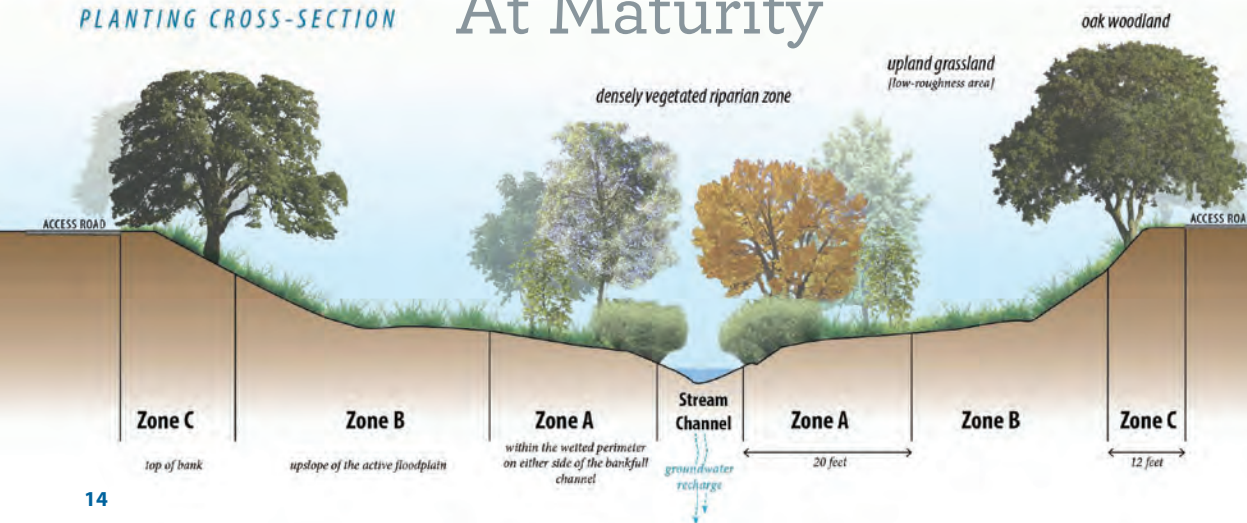 PLANTING CROSS-SECTION
At Maturity
oak woodland
upland grassland
[low-roughness area]
densely vegetated riparian zone
ACCESS ROAD
ACCESS ROA
Zone C
Zone B
Zone A
Stream
Channel
Zone A
Zone B
Zone C
top of bank
upslope of the active floodplain
within the wetted perimeter
on either side of the bankfull
channel
groundwater
recharge
20 feet
12 feet
14